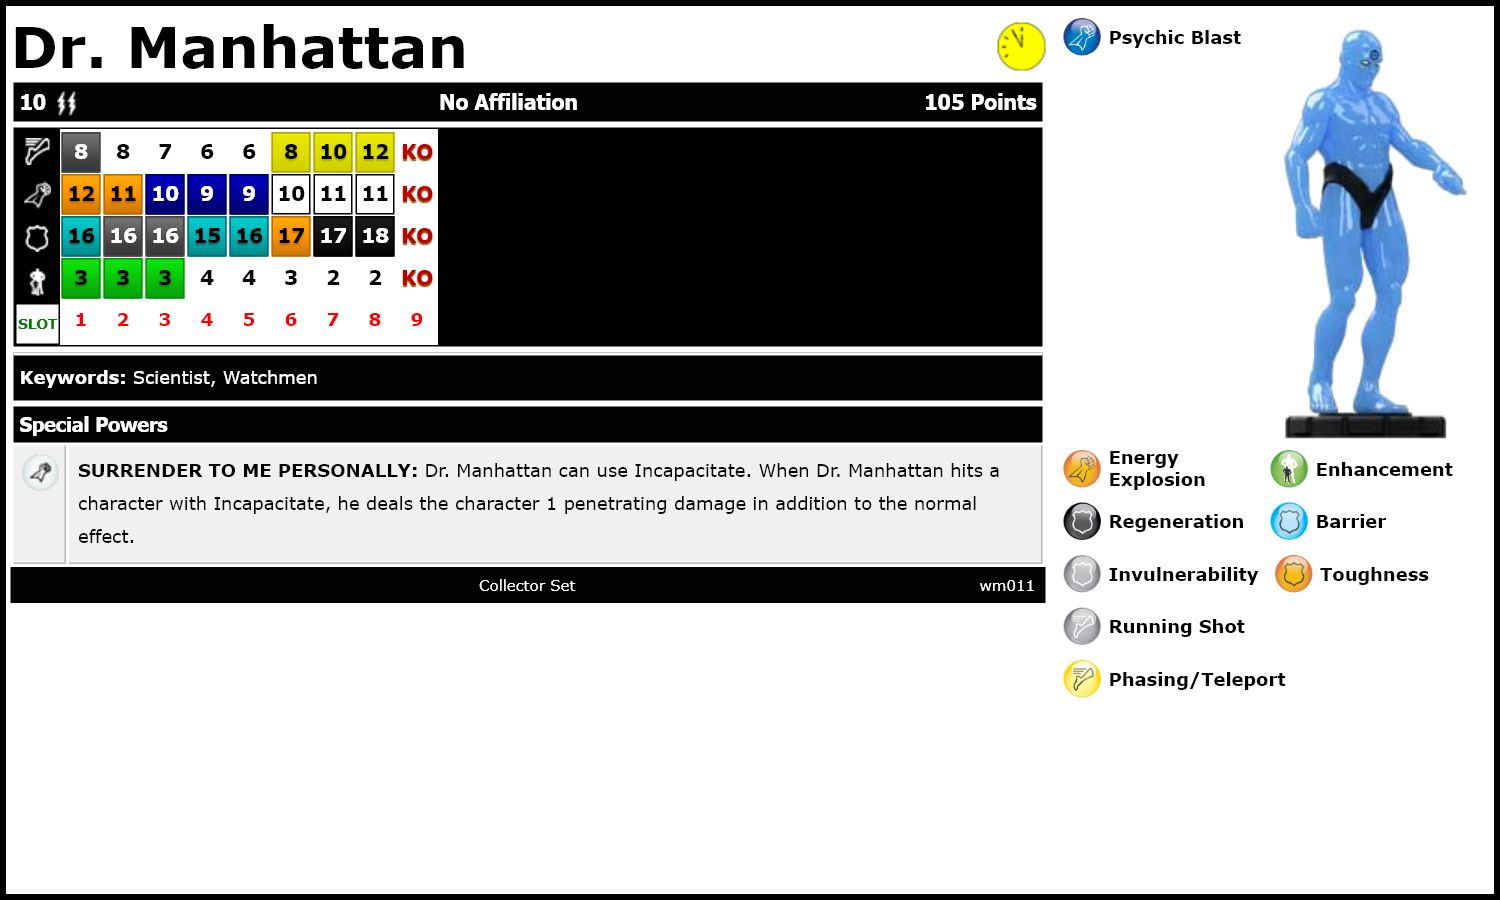 Dr. Manhattan
10 No Affiliation 105 Points
8 8 7 6 6 8 10 12 KO
12 11 10 9 9 10 11 11 KO
16 16 16 15 16 17 17 18 KO
3 3 3 4 4 3 2 2 KO
SLOT 1 2 3 4 5 6 7 8 9
Keywords: Scientist, Watchmen
Special Powers
SURRENDER TO ME PERSONALLY: Dr. Manhattan can use Incapacitate. When Dr. Manhattan hits a
character with Incapacitate, he deals the character 1 penetrating damage in addition to the normal
effect.
Collector Set wm011
Psychic Blast
Energy
Explosion
Enhancement
Regeneration
Barrier
Invulnerability
Toughness
Running Shot
Phasing/Teleport